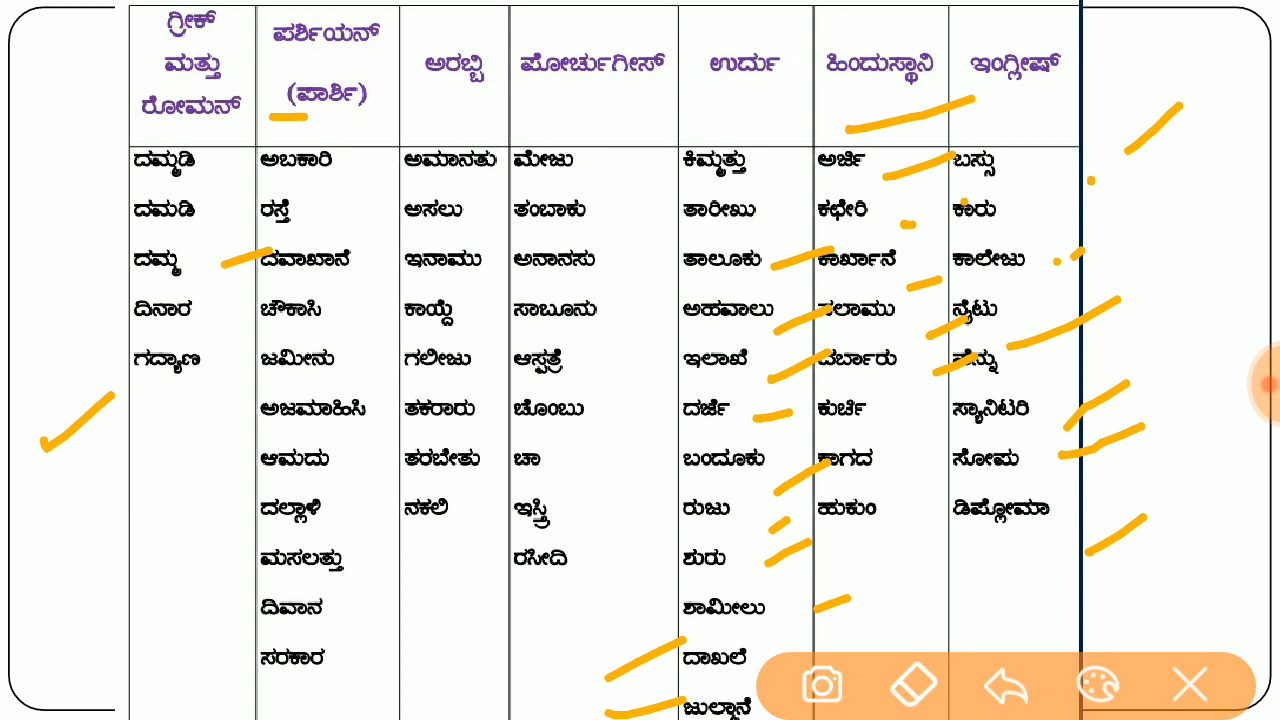 ಗ್ರೀಕ್ ಮತ್ತು ರೋಮನ್ ಪರ್ಶಿಯನ್ (ಪಾರ್ಶಿ) ಅರಬ್ಬಿ ಪೋರ್ಚುಗೀಸ್ ಉರ್ದು ಹಿಂದುಸ್ಥಾನಿ ಇಂಗ್ಲೀಷ್
ದಮ್ಮಡಿ ಅಬಕಾರಿ ಅಮಾನತು ಮೇಜು ಕಿಮ್ಮತ್ತು ಅರ್ಜಿ ಬಸ್ಸು
ದಮಡಿ ರಸ್ತೆ ಅಸಲು ತಂಬಾಕು ತಾರೀಖು ಕಛೇರಿ ಕಾರು
ದಮ್ಮ ದವಾಖಾನೆ ಇನಾಮು ಅನಾನಸು ತಾಲೂಕು ಕಾರ್ಖಾನೆ ಕಾಲೇಜು
ದಿನಾರ ಚೌಕಾಸಿ ಕಾಯ್ದೆ ಸಾಬೂನು ಅಹವಾಲು ಸಲಾಮು ನೈಟು
ಗದ್ಯಾಣ ಜಮೀನು ಗಲೀಜು ಆಸ್ಪತ್ರೆ ಇಲಾಖೆ ದರ್ಬಾರು ಪೆನ್ನು
ಅಜಮಾಹಿಸಿ ತಕರಾರು ಚೊಂಬು ದರ್ಜೆ ಕುರ್ಚಿ ಸ್ಯಾನಿಟರಿ
ಆಮದು ತರಬೇತು ಚಾ ಬಂದೂಕು ಕಾಗದ ಸೋಪು
ದಲ್ಲಾಳಿ ನಕಲಿ ಇಸ್ತ್ರಿ ರುಜು ಹುಕುಂ ಡಿಪ್ಲೋಮಾ
ಮಸಲತ್ತು ರಸೀದಿ ಶುರು
ದಿವಾನ ಶಾಮೀಲು
ಸರಕಾರ ದಾಖಲೆ
ಜುಲ್ಮಾನೆ